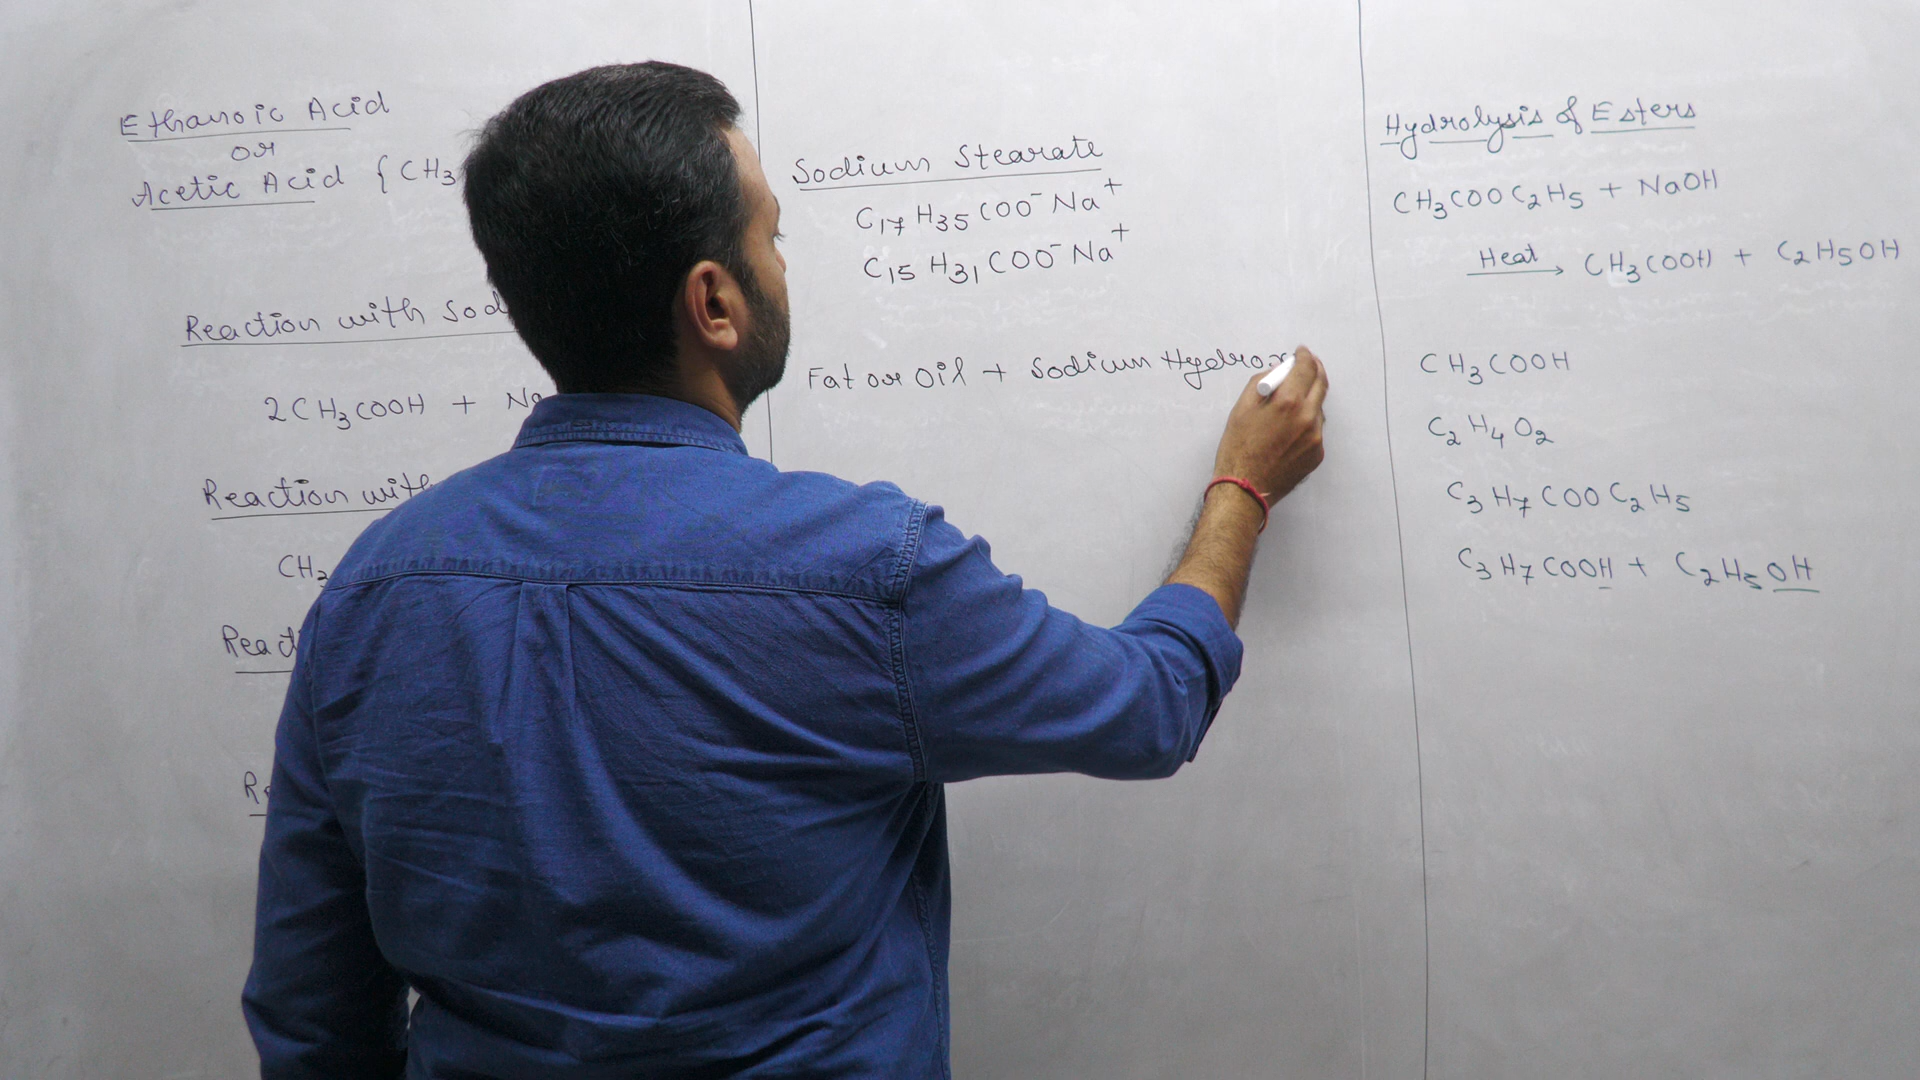 Ethanoic Acid
or
Acetic Acid {CH3
Reaction with Sod
2CH3COOH + Na
Reaction with
CH3
React
Re
Sodium Stearate
C17H35COO⁻Na⁺
C15H31COO⁻Na⁺
Fat or Oil + Sodium Hydrox
Hydrolysis of Esters
CH3COOC2H5 + NaOH
Heat → CH3COOH + C2H5OH
CH3COOH
C2H4O2
C3H7COOC2H5
C3H7COOH + C2H5OH